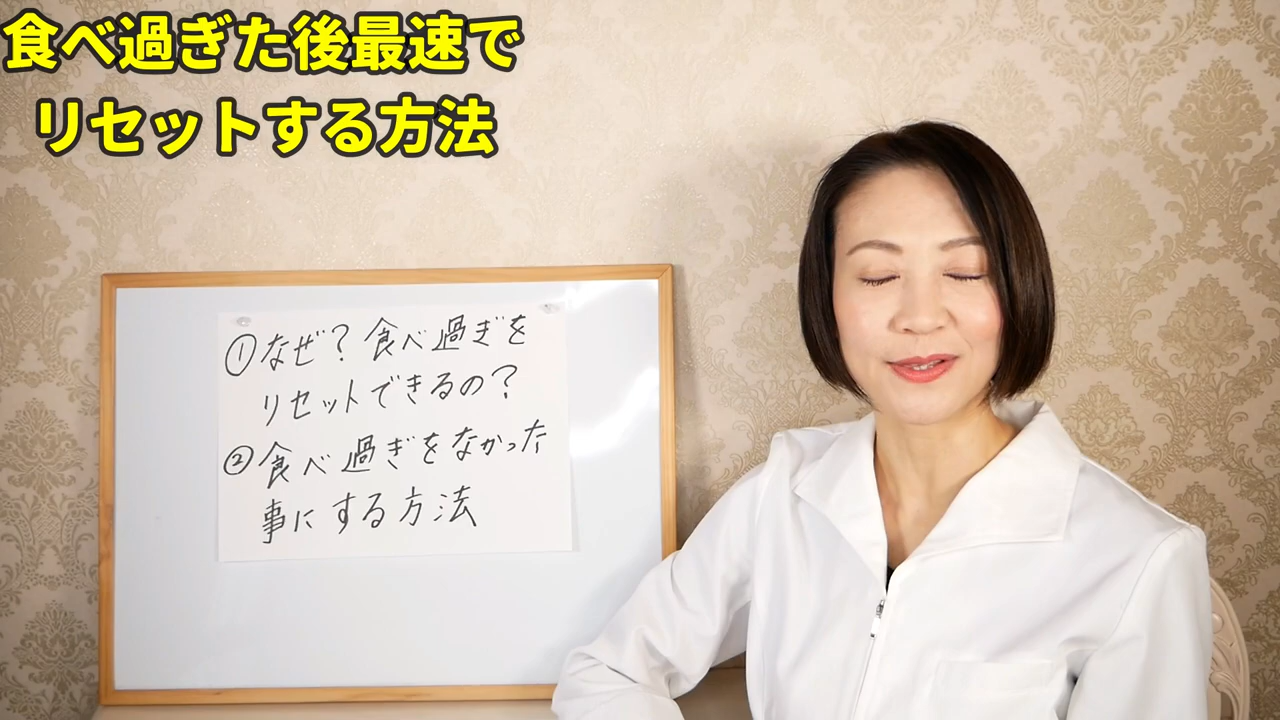 食べ過ぎた後最速で
リセットする方法
①なぜ?食べ過ぎを
リセットできるの?
②食べ過ぎをなかった
事にする方法